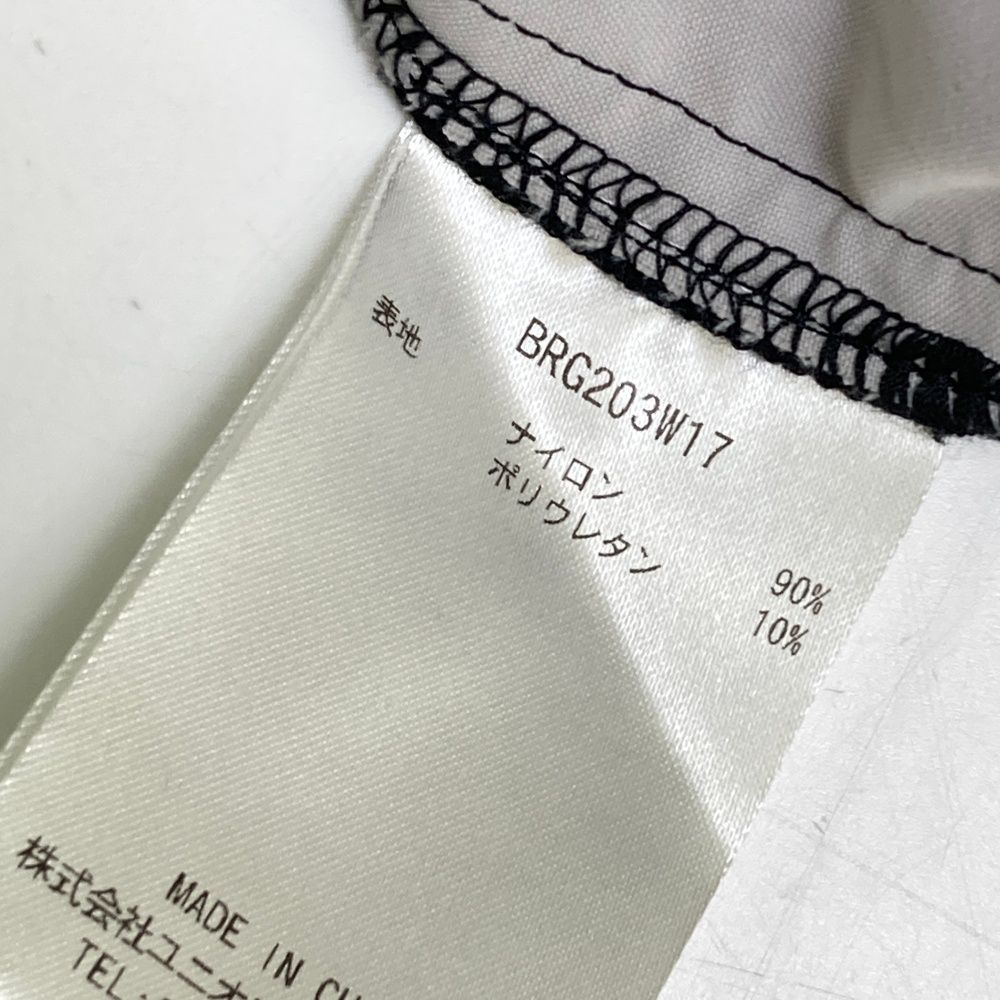 BRG203W17
表地 ナイロン 90%
ポリウレタン 10%
MADE IN
株式会社ユニオ
TEL.